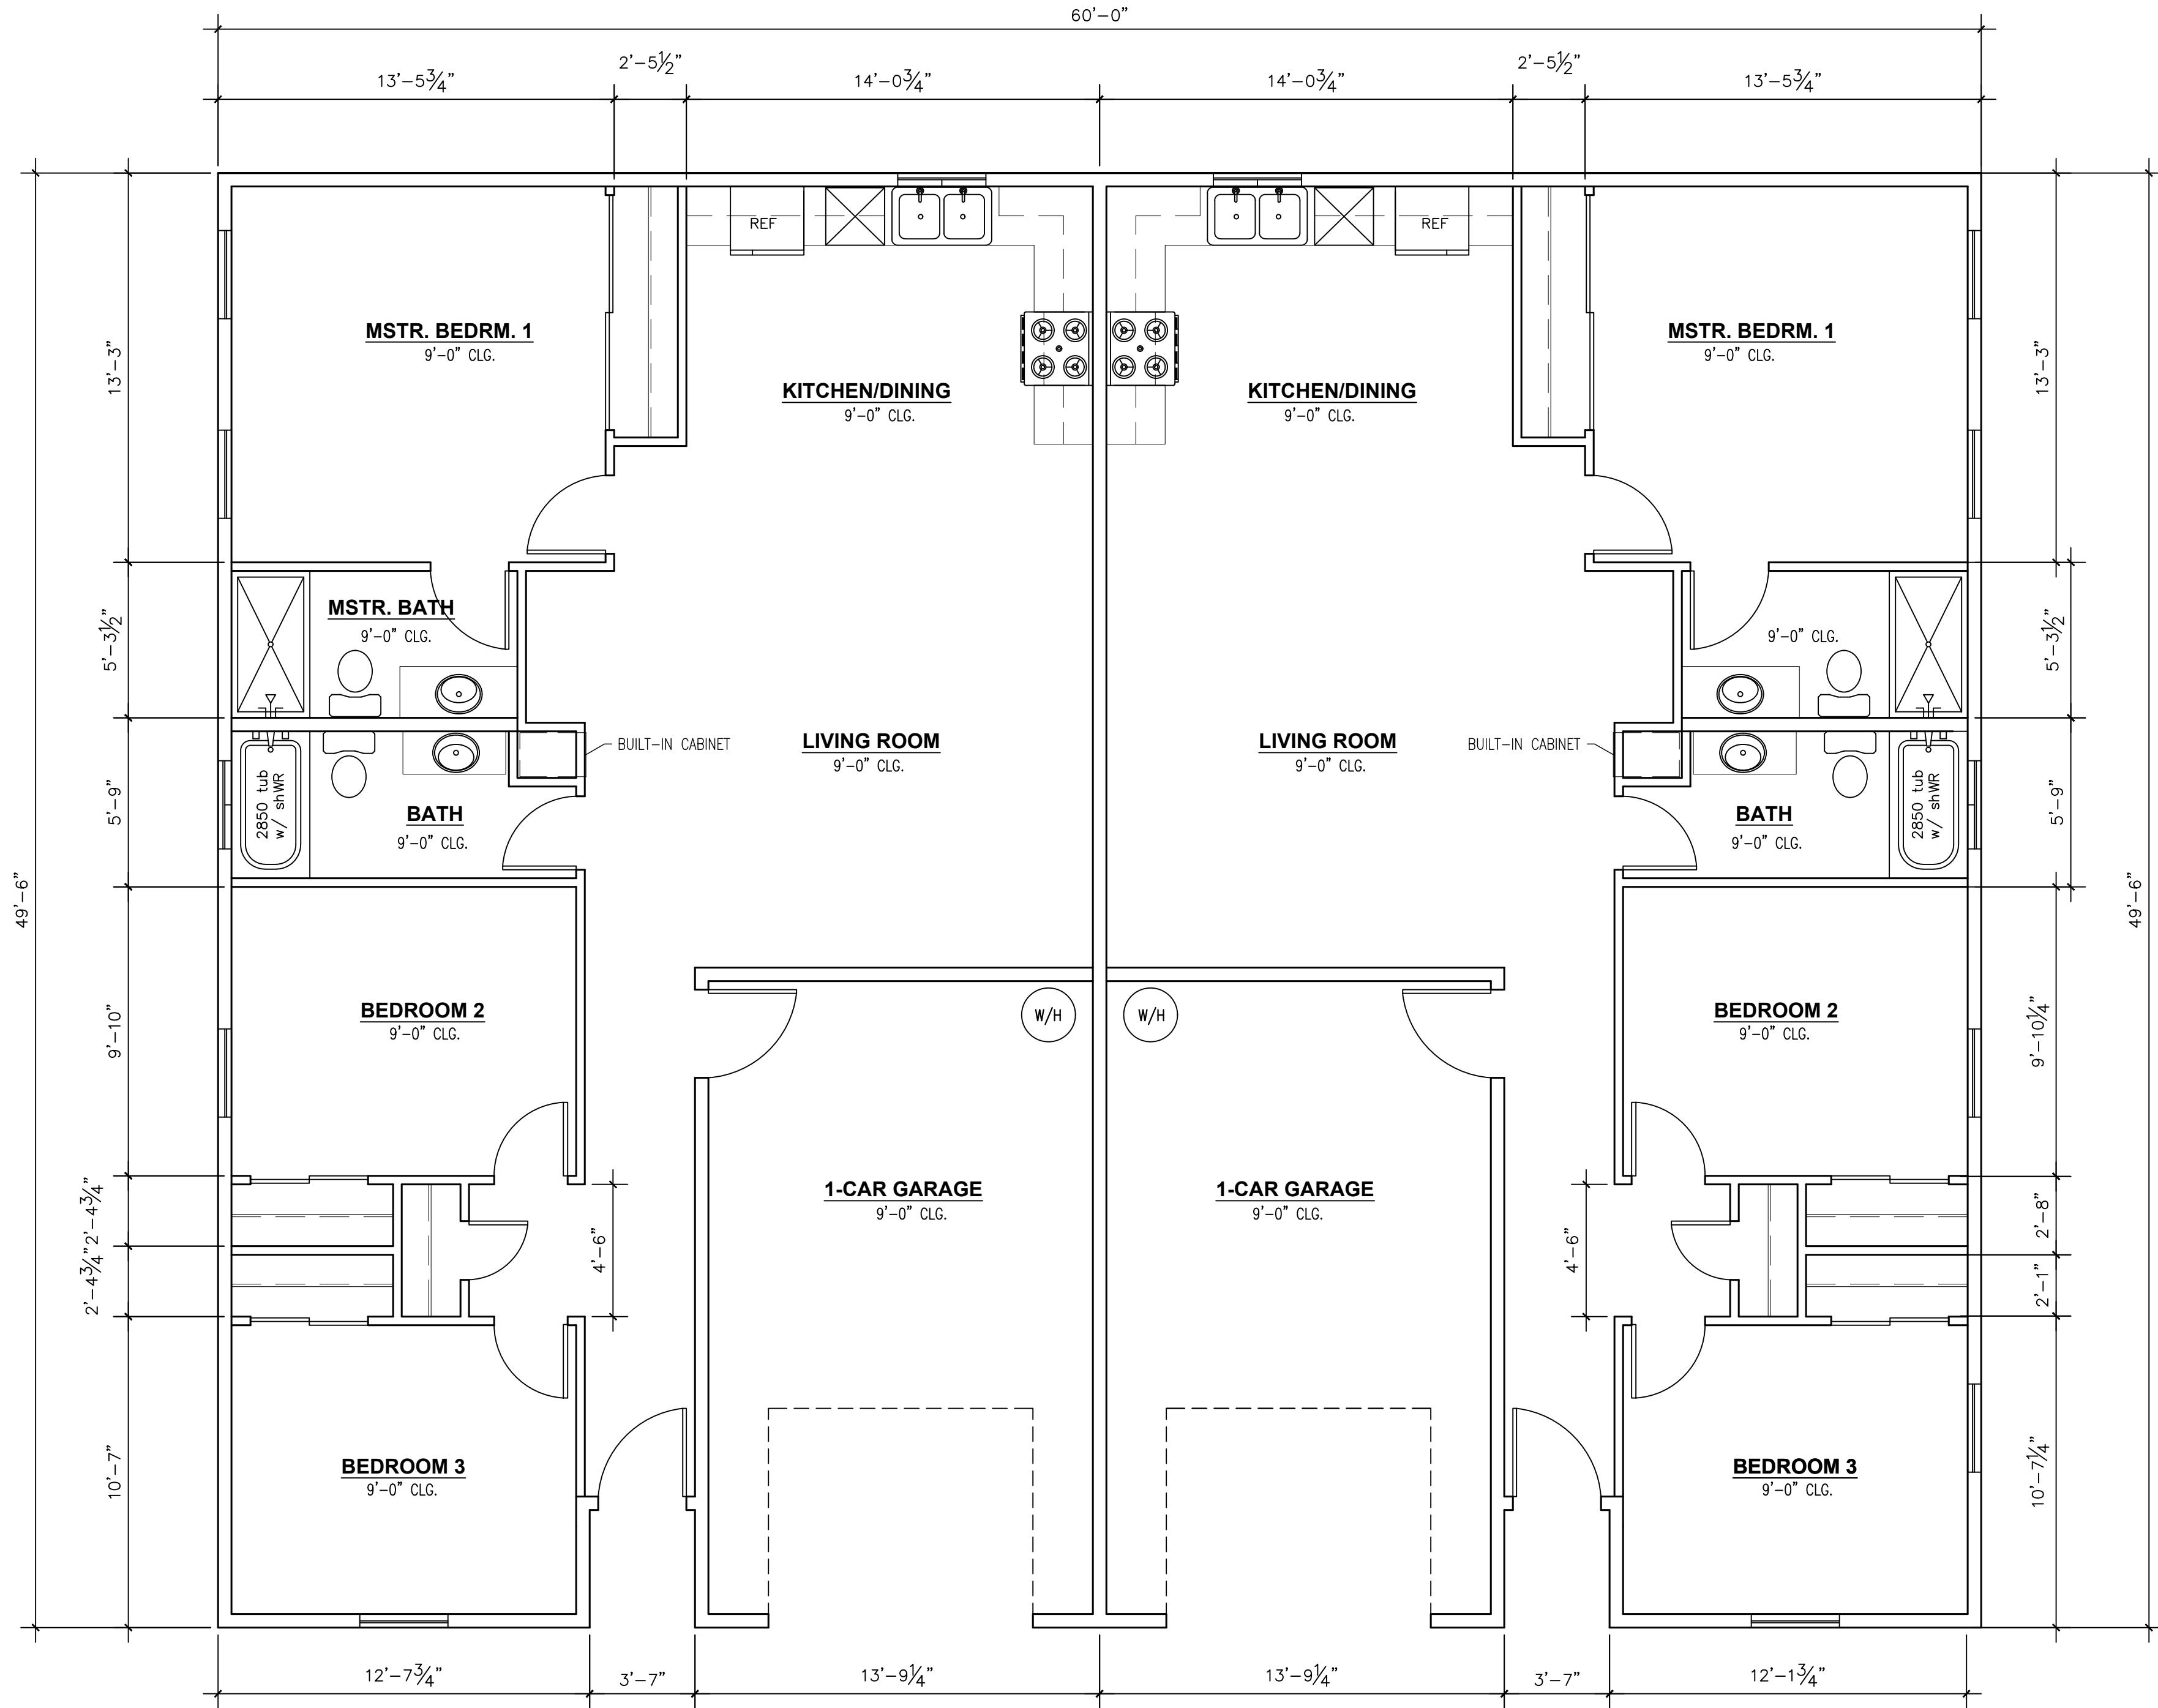 60'-0"
13'-5¾"
2'-5½"
14'-0¾"
14'-0¾"
2'-5½"
13'-5¾"
REF
REF
MSTR. BEDRM. 1
9'-0" CLG.
KITCHEN/DINING
9'-0" CLG.
KITCHEN/DINING
9'-0" CLG.
MSTR. BEDRM. 1
9'-0" CLG.
13'-3"
13'-3"
MSTR. BATH
9'-0" CLG.
9'-0" CLG.
5'-3½"
5'-3½"
BUILT-IN CABINET
LIVING ROOM
9'-0" CLG.
LIVING ROOM
9'-0" CLG.
BUILT-IN CABINET
2850 tub
w/ shWR
BATH
9'-0" CLG.
BATH
9'-0" CLG.
2850 tub
w/ shWR
5'-9"
5'-9"
49'-6"
49'-6"
BEDROOM 2
9'-0" CLG.
W/H
W/H
BEDROOM 2
9'-0" CLG.
9'-10"
9'-10¼"
1-CAR GARAGE
9'-0" CLG.
1-CAR GARAGE
9'-0" CLG.
2'-4¾"
2'-4¾"
4'-6"
4'-6"
2'-8"
2'-1"
BEDROOM 3
9'-0" CLG.
BEDROOM 3
9'-0" CLG.
10'-7"
10'-7¼"
12'-7¾"
3'-7"
13'-9¼"
13'-9¼"
3'-7"
12'-1¾"